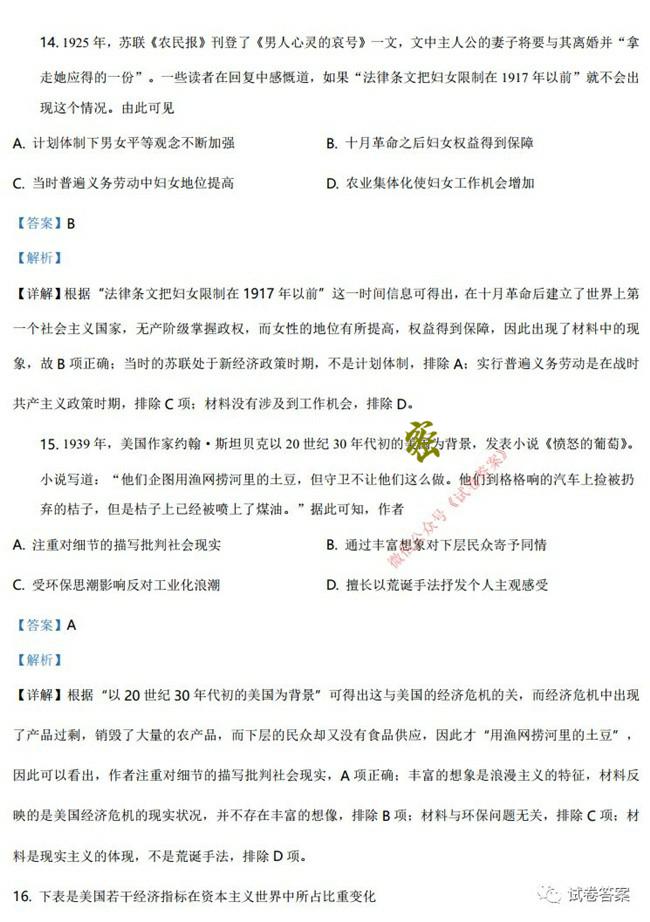 14. 1925 年，苏联《农民报》刊登了《男人心灵的哀号》一文，文中主人公的妻子将要与其离婚并“拿
走她应得的一份”。一些读者在回复中感慨道，如果“法律条文把妇女限制在 1917 年以前”就不会出
现这个情况。由此可见
A. 计划体制下男女平等观念不断加强 B. 十月革命之后妇女权益得到保障
C. 当时普遍义务劳动中妇女地位提高 D. 农业集体化使妇女工作机会增加
【答案】B
【解析】
【详解】根据“法律条文把妇女限制在 1917 年以前”这一时间信息可得出，在十月革命后建立了世界上第
一个社会主义国家，无产阶级掌握政权，而女性的地位有所提高，权益得到保障，因此出现了材料中的现
象，故 B 项正确；当时的苏联处于新经济政策时期，不是计划体制，排除 A；实行普遍义务劳动是在战时
共产主义政策时期，排除 C 项；材料没有涉及到工作机会，排除 D。
15. 1939 年，美国作家约翰·斯坦贝克以 20 世纪 30 年代初的美国为背景，发表小说《愤怒的葡萄》。
小说写道：“他们企图用渔网捞河里的土豆，但守卫不让他们这么做。他们到格格响的汽车上捡被扔
弃的桔子，但是桔子上已经被喷上了煤油。”据此可知，作者
A. 注重对细节的描写批判社会现实 B. 通过丰富想象对下层民众寄予同情
C. 受环保思潮影响反对工业化浪潮 D. 擅长以荒诞手法抒发个人主观感受
【答案】A
【解析】
【详解】根据“以 20 世纪 30 年代初的美国为背景”可得出这与美国的经济危机的关，而经济危机中出现
了产品过剩，销毁了大量的农产品，而下层的民众却又没有食品供应，因此才“用渔网捞河里的土豆”，
因此可以看出，作者注重对细节的描写批判社会现实，A 项正确；丰富的想象是浪漫主义的特征，材料反
映的是美国经济危机的现实状况，并不存在丰富的想像，排除 B 项；材料与环保问题无关，排除 C 项；材
料是现实主义的体现，不是荒诞手法，排除 D 项。
16. 下表是美国若干经济指标在资本主义世界中所占比重变化
密
微信公众号《试卷答案》
试卷答案